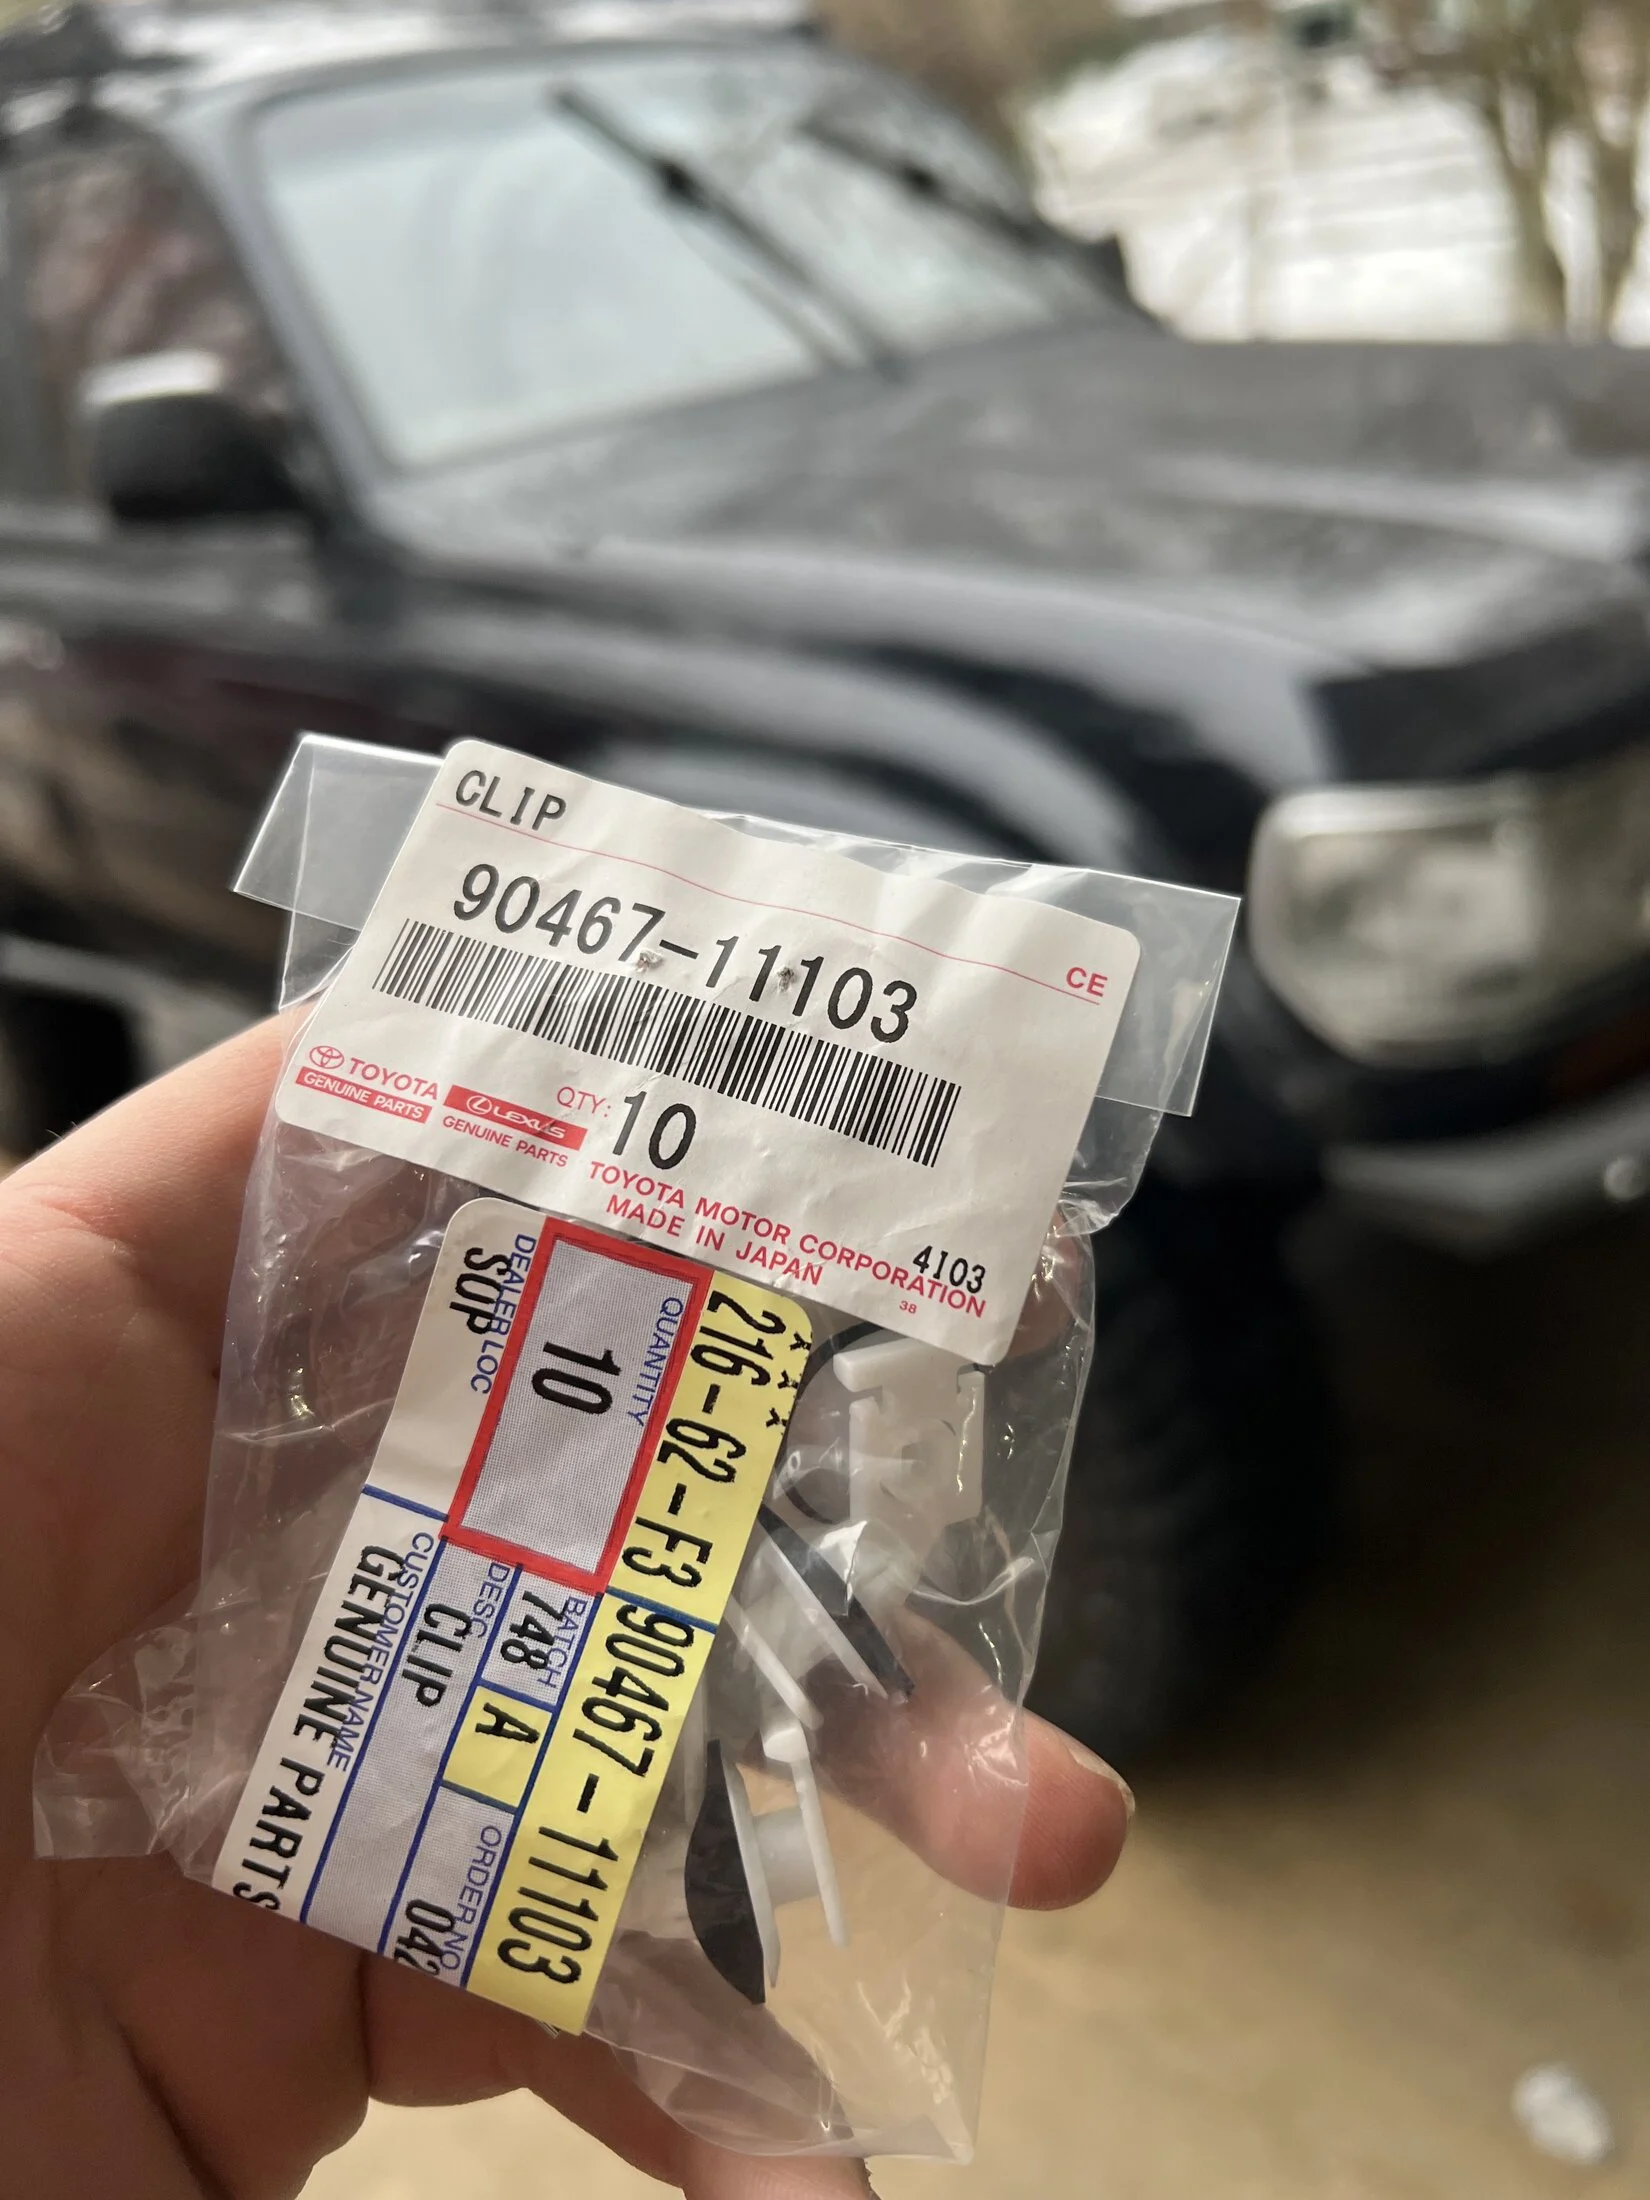 CLIP
CE
90467-11103
TOYOTA
GENUINE PARTS
LEXUS
GENUINE PARTS
QTY: 10
TOYOTA MOTOR CORPORATION
MADE IN JAPAN
4I03
38
***
216-62-F3
90467-11103
QUANTITY
10
BATCH
748
A
ORDER NO
042
DEALER LOC
SOP
DESC
CLIP
CUSTOMER NAME
GENUINE PARTS